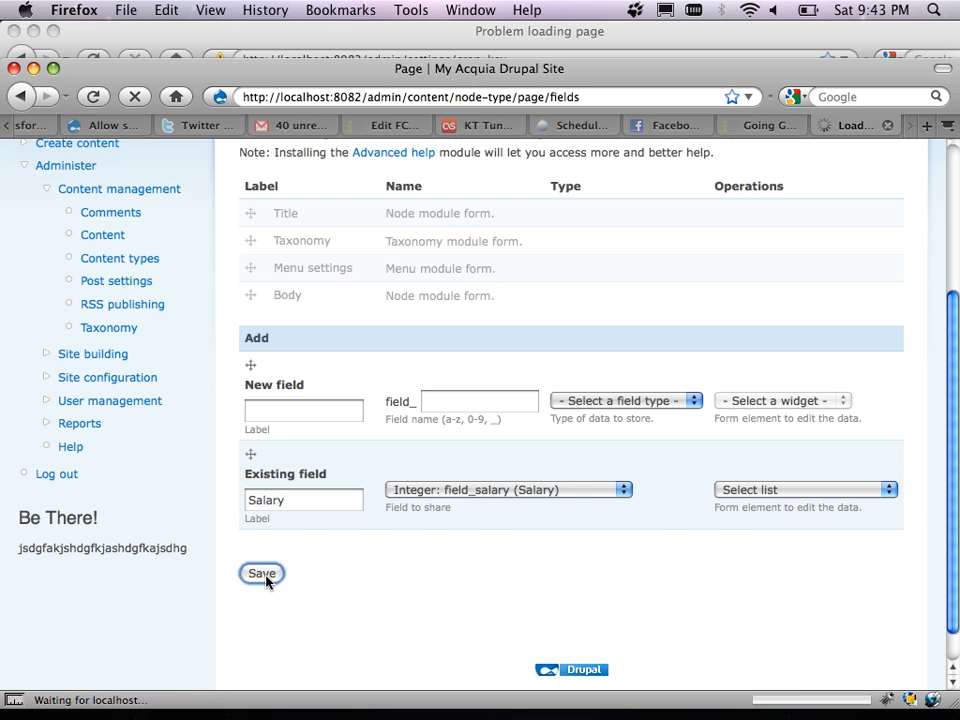 Firefox File Edit View History Bookmarks Tools Window Help Sat 9:43 PM
Problem loading page
Page | My Acquia Drupal Site
http://localhost:8082/admin/content/node-type/page/fields Google
sfor... Allow s... Twitter ... 40 unre... Edit FC... KT Tun... Schedul... Facebo... Going G... Load...
Create content
Administer
Content management
Comments
Content
Content types
Post settings
RSS publishing
Taxonomy
Site building
Site configuration
User management
Reports
Help
Log out
Be There!
jsdgfakjshdgfkjashdgfkajsdhg
Note: Installing the Advanced help module will let you access more and better help.
Label Name Type Operations
Title Node module form.
Taxonomy Taxonomy module form.
Menu settings Menu module form.
Body Node module form.
Add
New field
field_ - Select a field type - - Select a widget -
Label Field name (a-z, 0-9, _) Type of data to store. Form element to edit the data.
Existing field
Salary Integer: field_salary (Salary) Select list
Label Field to share Form element to edit the data.
Save
Drupal
Waiting for localhost...